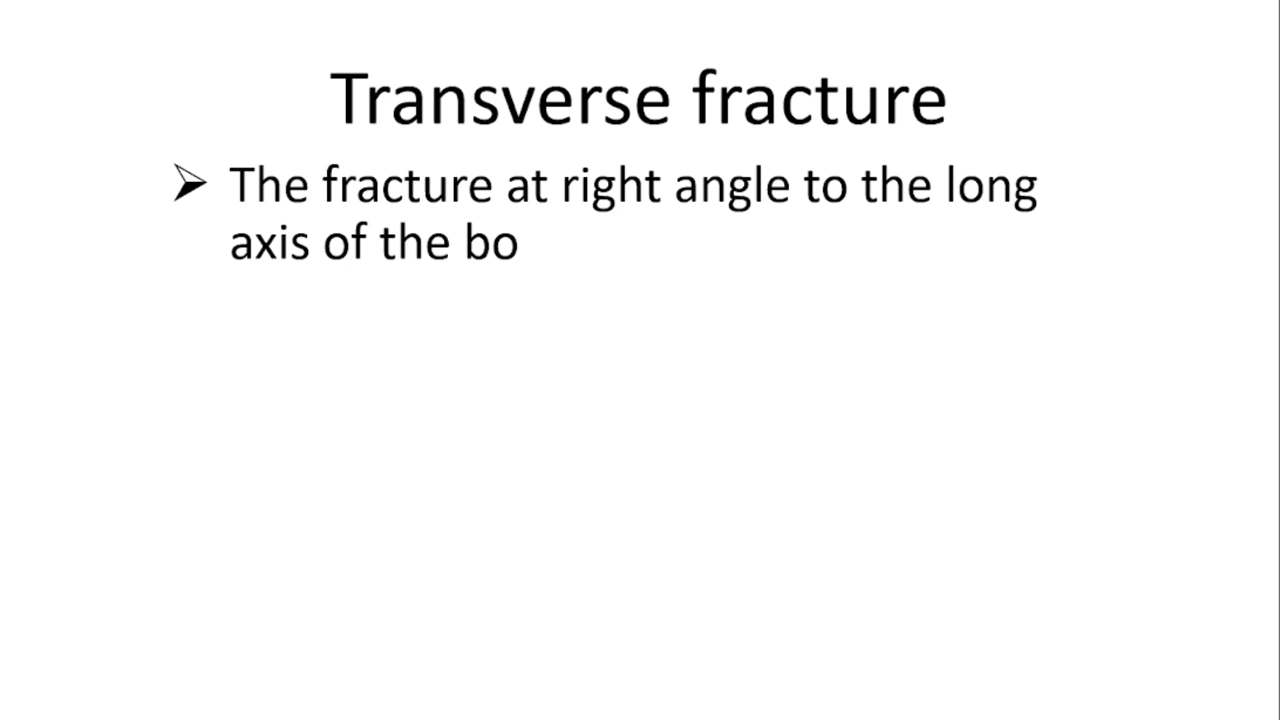 Transverse fracture
➢ The fracture at right angle to the long
axis of the bo